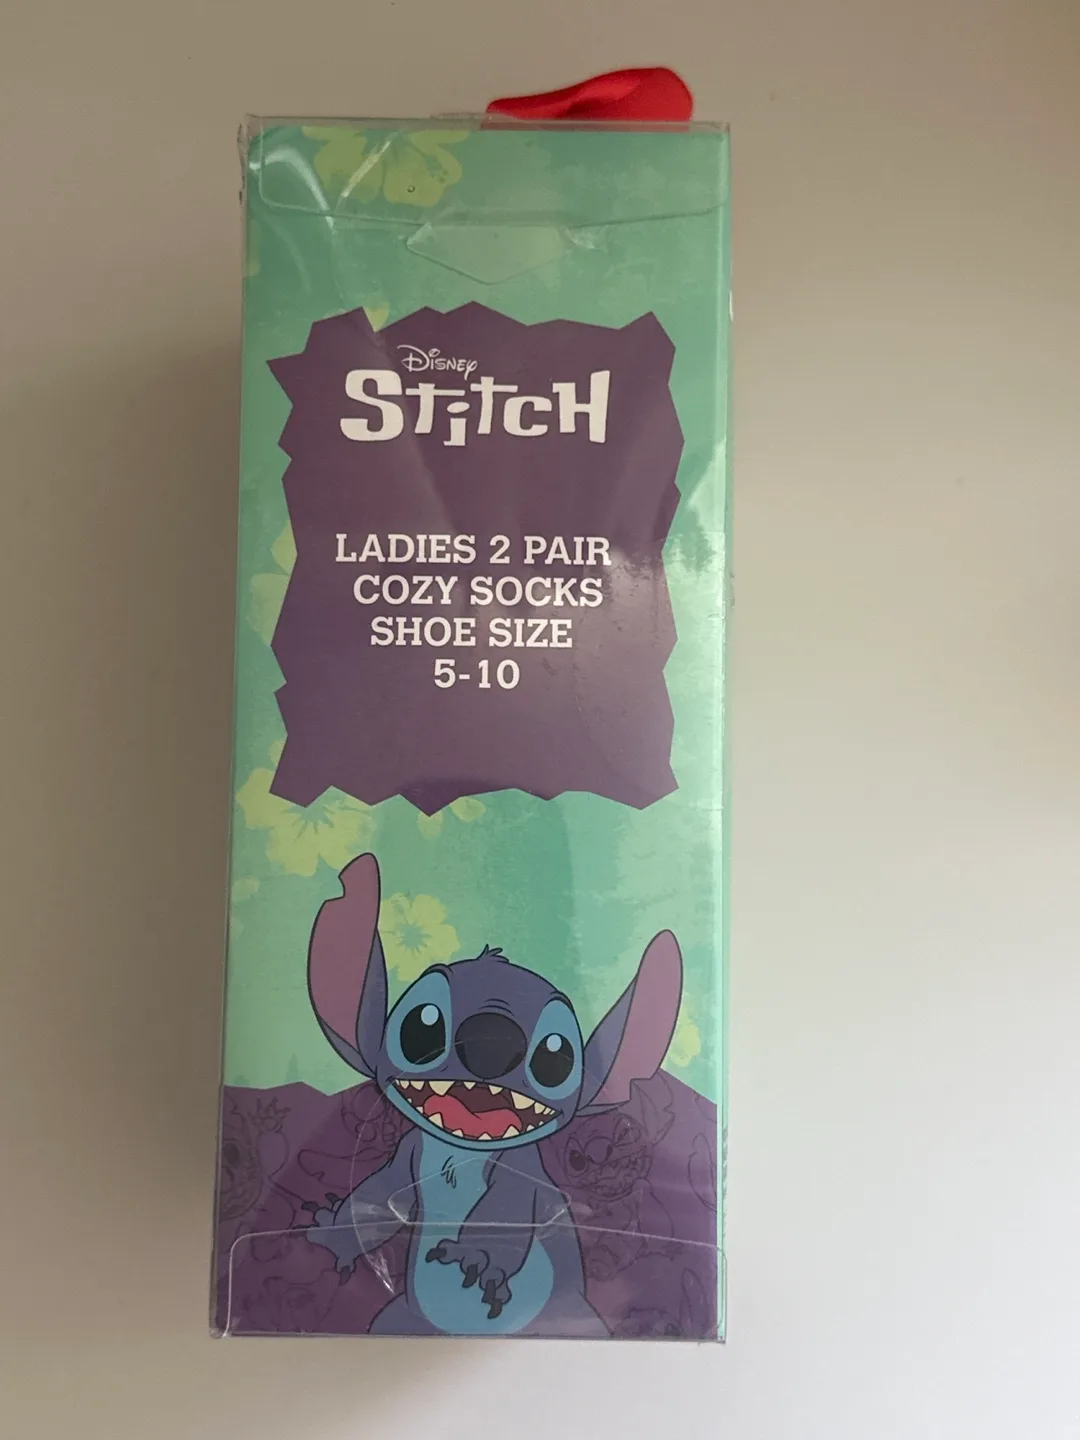 Disney
Stitch
LADIES 2 PAIR
COZY SOCKS
SHOE SIZE
5-10